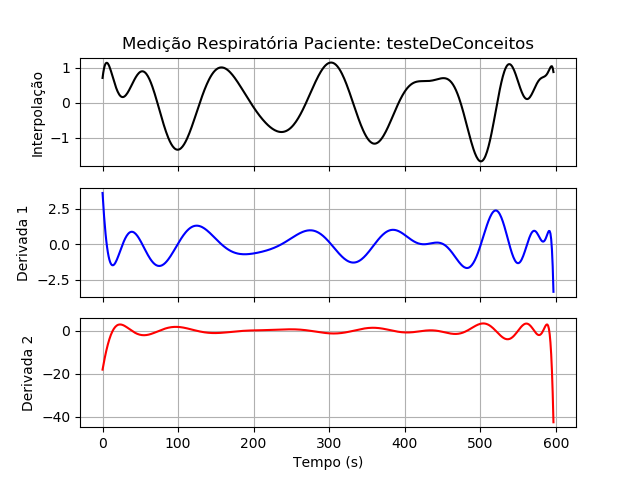 Medição Respiratória Paciente: testeDeConceitos
Interpolação
1
0
−1
Derivada 1
2.5
0.0
−2.5
Derivada 2
0
−20
−40
0 100 200 300 400 500 600
Tempo (s)